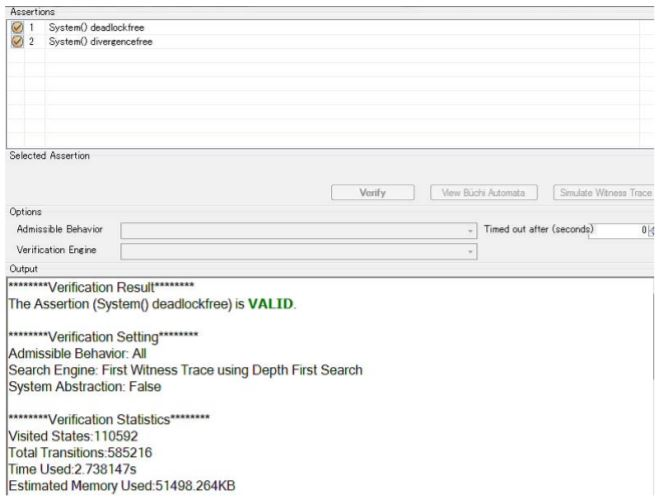 Assertions
1 System() deadlockfree
2 System() divergencefree
Selected Assertion
Verify View Büchi Automata Simulate Witness Trace
Options
Admissible Behavior Timed out after (seconds) 0
Verification Engine
Output
********Verification Result********
The Assertion (System() deadlockfree) is VALID.
********Verification Setting********
Admissible Behavior: All
Search Engine: First Witness Trace using Depth First Search
System Abstraction: False
********Verification Statistics********
Visited States:110592
Total Transitions:585216
Time Used:2.738147s
Estimated Memory Used:51498.264KB